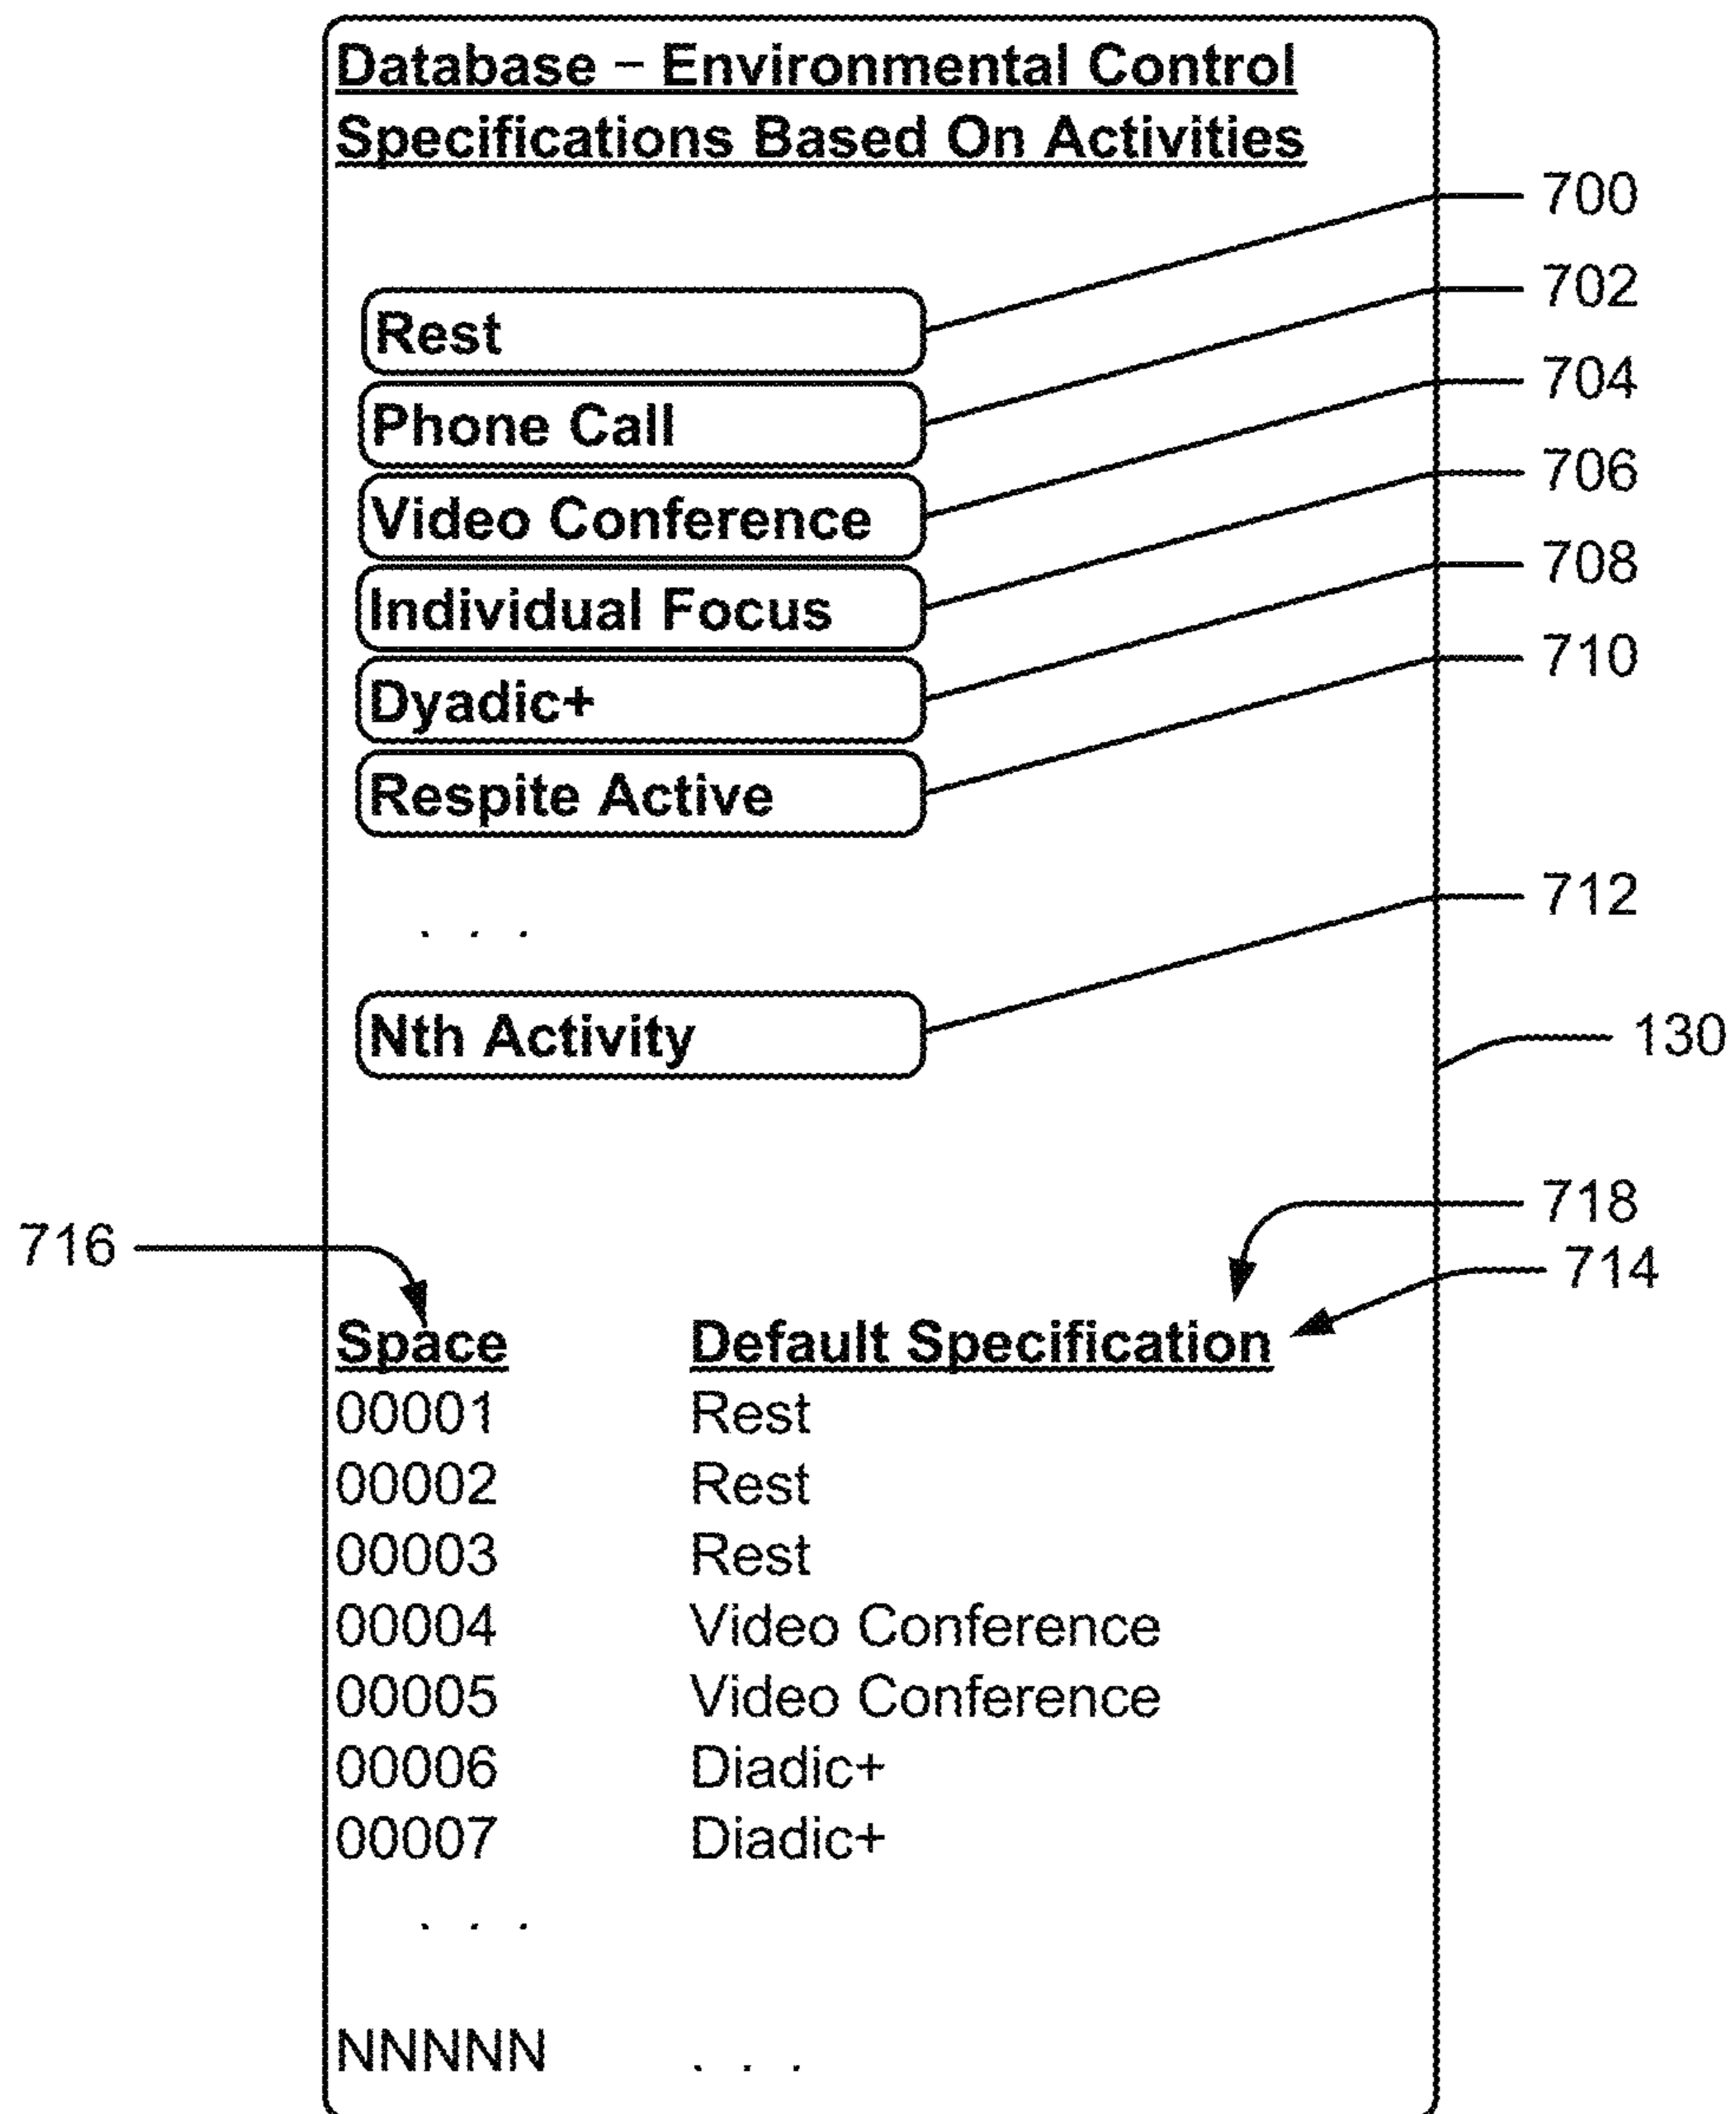 Database – Environmental Control
Specifications Based On Activities
700
702
Rest
704
Phone Call
706
Video Conference
708
Individual Focus
710
Dyadic+
Respite Active
712
. . .
Nth Activity
130
718
716
714
Space Default Specification
00001 Rest
00002 Rest
00003 Rest
00004 Video Conference
00005 Video Conference
00006 Diadic+
00007 Diadic+
. . .
NNNNN . . .